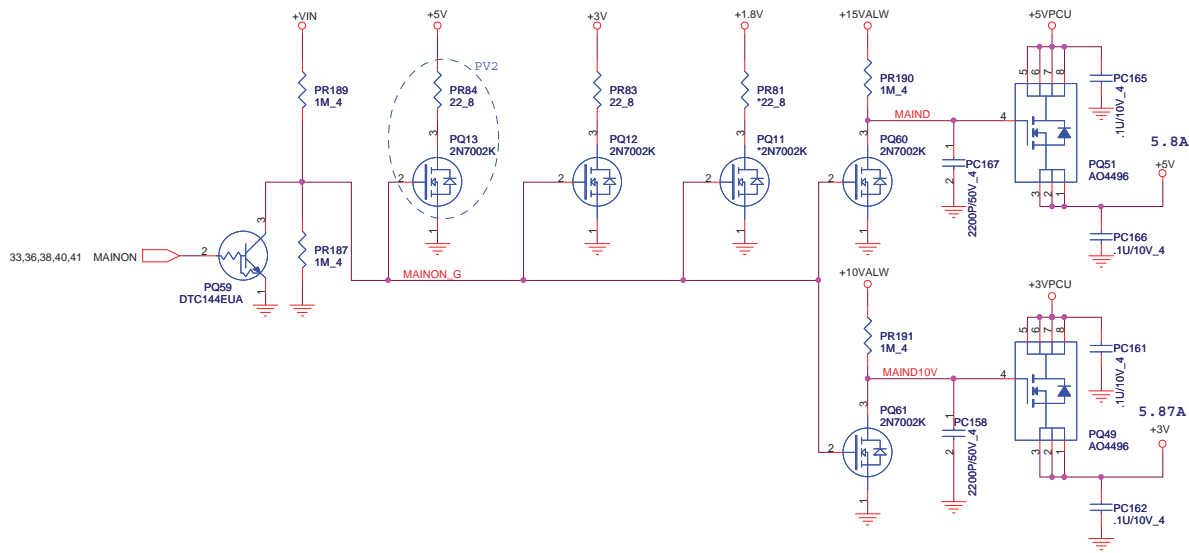 +VIN
+5V
+3V
+1.8V
+15VALW
+5VPCU
PV2
PR189
1M_4
PR84
22_8
PR83
22_8
PR81
*22_8
PR190
1M_4
5
6
7
8
PC165
.1U/10V_4
3
PQ13
2N7002K
3
PQ12
2N7002K
3
PQ11
*2N7002K
3
PQ60
2N7002K
MAIND
4
1
PC167
2
2200P/50V_4
PQ51
AO4496
5.8A
+5V
2
2
2
2
3
2
1
3
1
1
1
1
PR187
1M_4
PC166
.1U/10V_4
33,36,38,40,41 MAINON
2
PQ59
DTC144EUA
1
MAINON_G
+10VALW
+3VPCU
PR191
1M_4
5
6
7
8
PC161
.1U/10V_4
MAIND10V
4
3
PQ61
2N7002K
1
PC158
2
2200P/50V_4
PQ49
AO4496
5.87A
+3V
2
3
2
1
1
PC162
.1U/10V_4